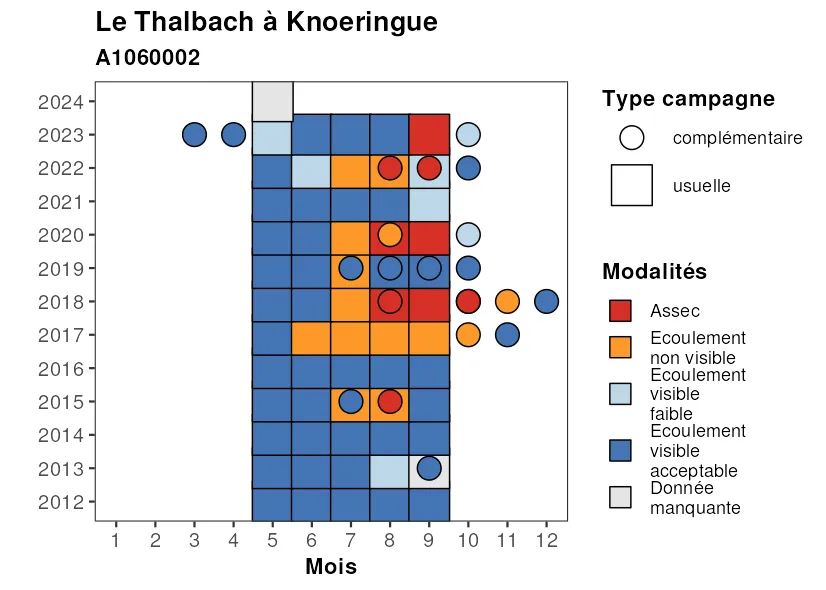 Le Thalbach à Knoeringue
A1060002
2024
2023
2022
2021
2020
2019
2018
2017
2016
2015
2014
2013
2012
1 2 3 4 5 6 7 8 9 10 11 12
Mois
Type campagne
complémentaire
usuelle
Modalités
Assec
Ecoulement
non visible
Ecoulement
visible
faible
Ecoulement
visible
acceptable
Donnée
manquante